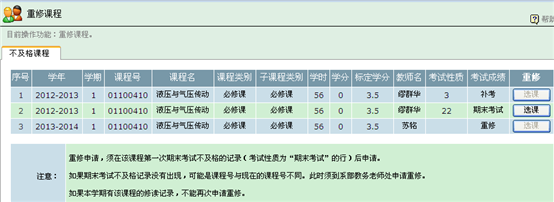 重修课程
帮助
目前操作功能：重修课程。
不及格课程
序号 学年 学期 课程号 课程名 课程类别 子课程类别 学时 学分 标定学分 教师名 考试性质 考试成绩 重修
1 2012-2013 1 01100410 液压与气压传动 必修课 必修课 56 0 3.5 缪群华 3 补考 选课
2 2012-2013 1 01100410 液压与气压传动 必修课 必修课 56 0 3.5 缪群华 22 期末考试 选课
3 2013-2014 1 01100410 液压与气压传动 必修课 必修课 56 0 3.5 苏铭 重修 选课
注意：
重修申请，须在该课程第一次期末考试不及格的记录（考试性质为“期末考试”的行）后申请。
如果期末考试不及格记录没有出现，可能是课程号与现在的课程号不同。此时须到系部教务老师处申请重修。
如果本学期有该课程的修读记录，不能再次申请重修。